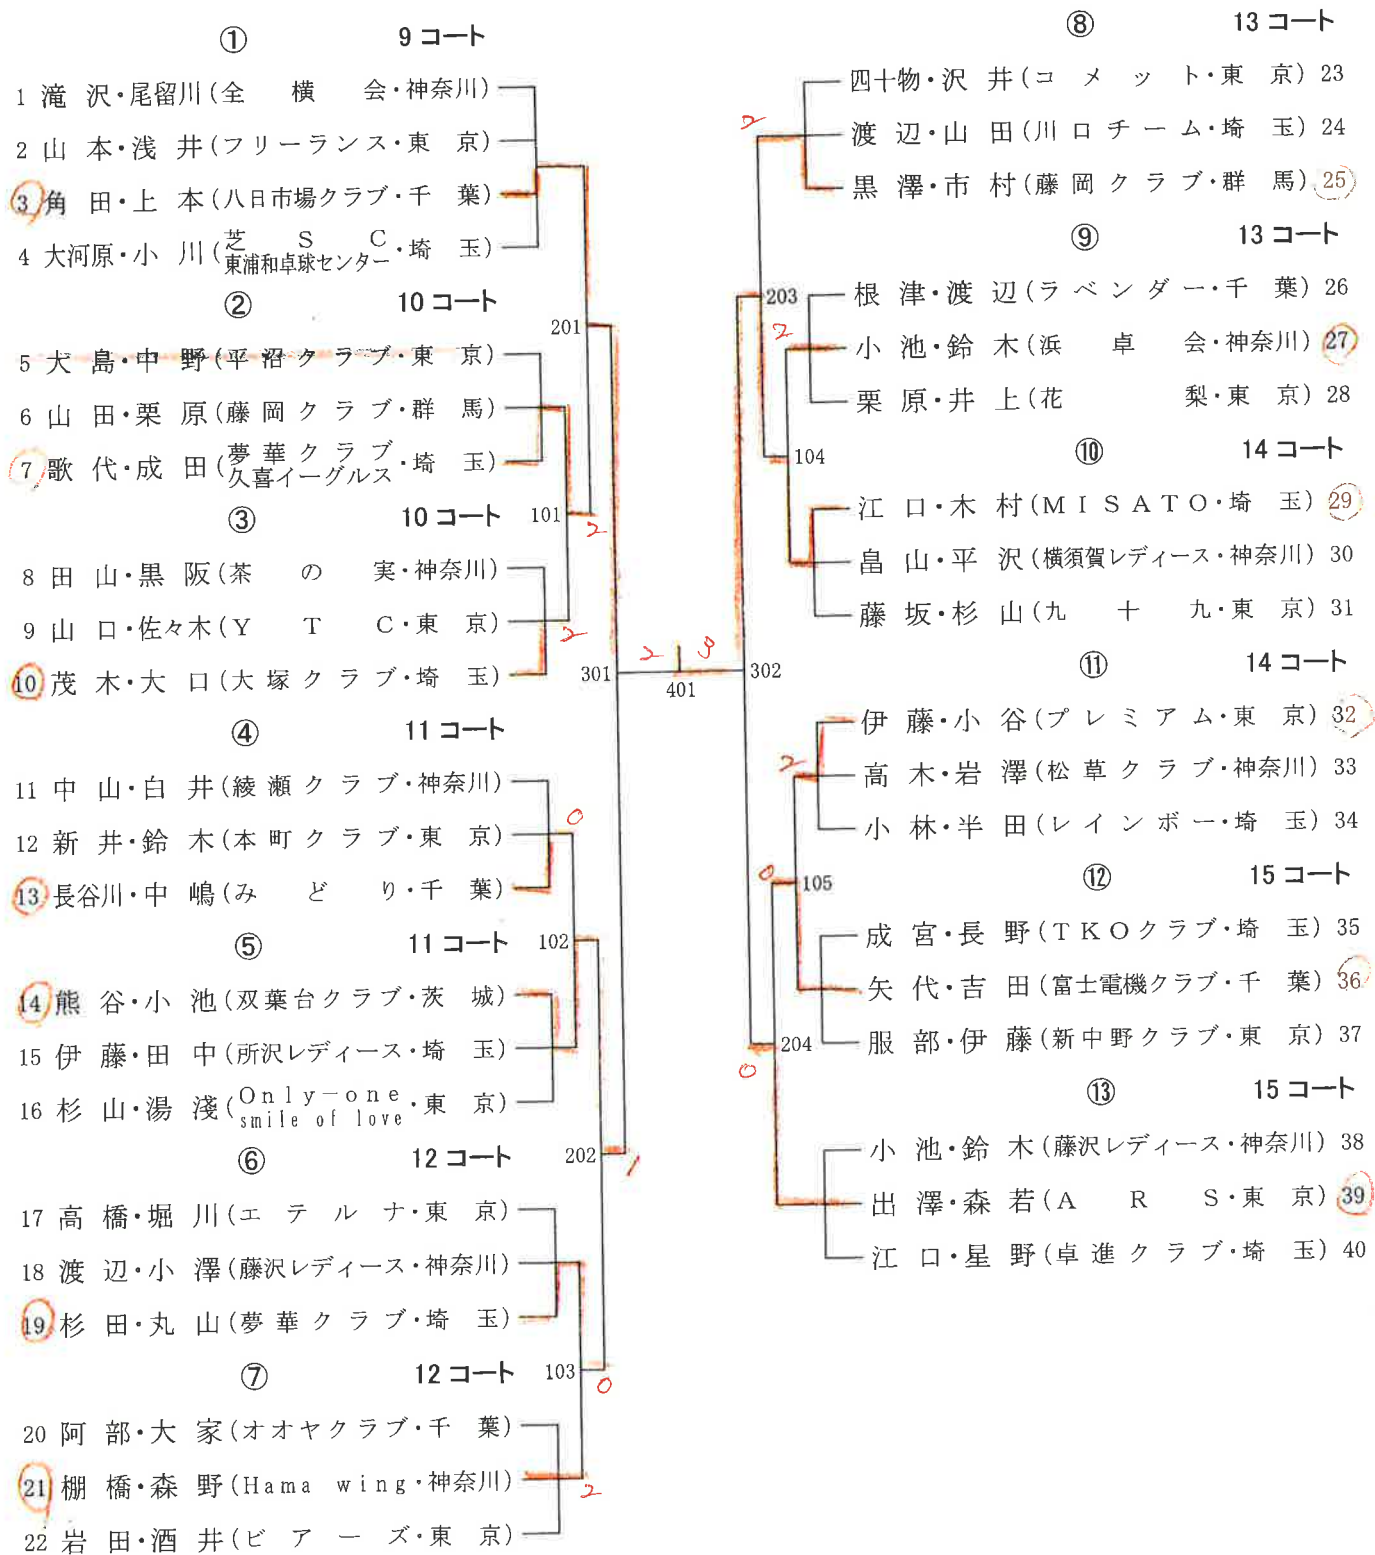 ① 9コート
1 滝 沢・尾留川(全 横 会・神奈川)
2 山 本・浅 井(フリーランス・東 京)
3 角 田・上 本(八日市場クラブ・千 葉)
4 大河原・小 川(芝 S C 東浦和卓球センター・埼 玉)
② 10コート
201
5 犬 島・中 野(平沼クラブ・東 京)
6 山 田・栗 原(藤岡クラブ・群 馬)
7 歌 代・成 田(夢華クラブ 久喜イーグルス・埼 玉)
③ 10コート
101
2
8 田 山・黒 阪(茶 の 実・神奈川)
9 山 口・佐々木(Y T C・東 京)
2
10 茂 木・大 口(大塚クラブ・埼 玉)
301
2 3
401
④ 11コート
11 中 山・白 井(綾瀬クラブ・神奈川)
0
12 新 井・鈴 木(本町クラブ・東 京)
13 長谷川・中 嶋(み ど り・千 葉)
⑤ 11コート
102
14 熊 谷・小 池(双葉台クラブ・茨 城)
15 伊 藤・田 中(所沢レディース・埼 玉)
16 杉 山・湯 淺(Only-one smile of love・東 京)
⑥ 12コート
202
1
17 高 橋・堀 川(エテルナ・東 京)
18 渡 辺・小 澤(藤沢レディース・神奈川)
19 杉 田・丸 山(夢華クラブ・埼 玉)
⑦ 12コート
103
0
20 阿 部・大 家(オオヤクラブ・千 葉)
21 棚 橋・森 野(Hama wing・神奈川)
2
22 岩 田・酒 井(ビアーズ・東 京)
⑧ 13コート
四十物・沢 井(コメット・東 京) 23
2
渡 辺・山 田(川口チーム・埼 玉) 24
黒 澤・市 村(藤岡クラブ・群 馬) 25
⑨ 13コート
203
根 津・渡 辺(ラベンダー・千 葉) 26
2
小 池・鈴 木(浜 卓 会・神奈川) 27
栗 原・井 上(花 梨・東 京) 28
⑩ 14コート
104
江 口・木 村(MISATO・埼 玉) 29
畠 山・平 沢(横須賀レディース・神奈川) 30
藤 坂・杉 山(九 十 九・東 京) 31
⑪ 14コート
302
伊 藤・小 谷(プレミアム・東 京) 32
2
高 木・岩 澤(松草クラブ・神奈川) 33
小 林・半 田(レインボー・埼 玉) 34
⑫ 15コート
0
105
成 宮・長 野(TKOクラブ・埼 玉) 35
矢 代・吉 田(富士電機クラブ・千 葉) 36
服 部・伊 藤(新中野クラブ・東 京) 37
204
0
⑬ 15コート
小 池・鈴 木(藤沢レディース・神奈川) 38
出 澤・森 若(A R S・東 京) 39
江 口・星 野(卓進クラブ・埼 玉) 40